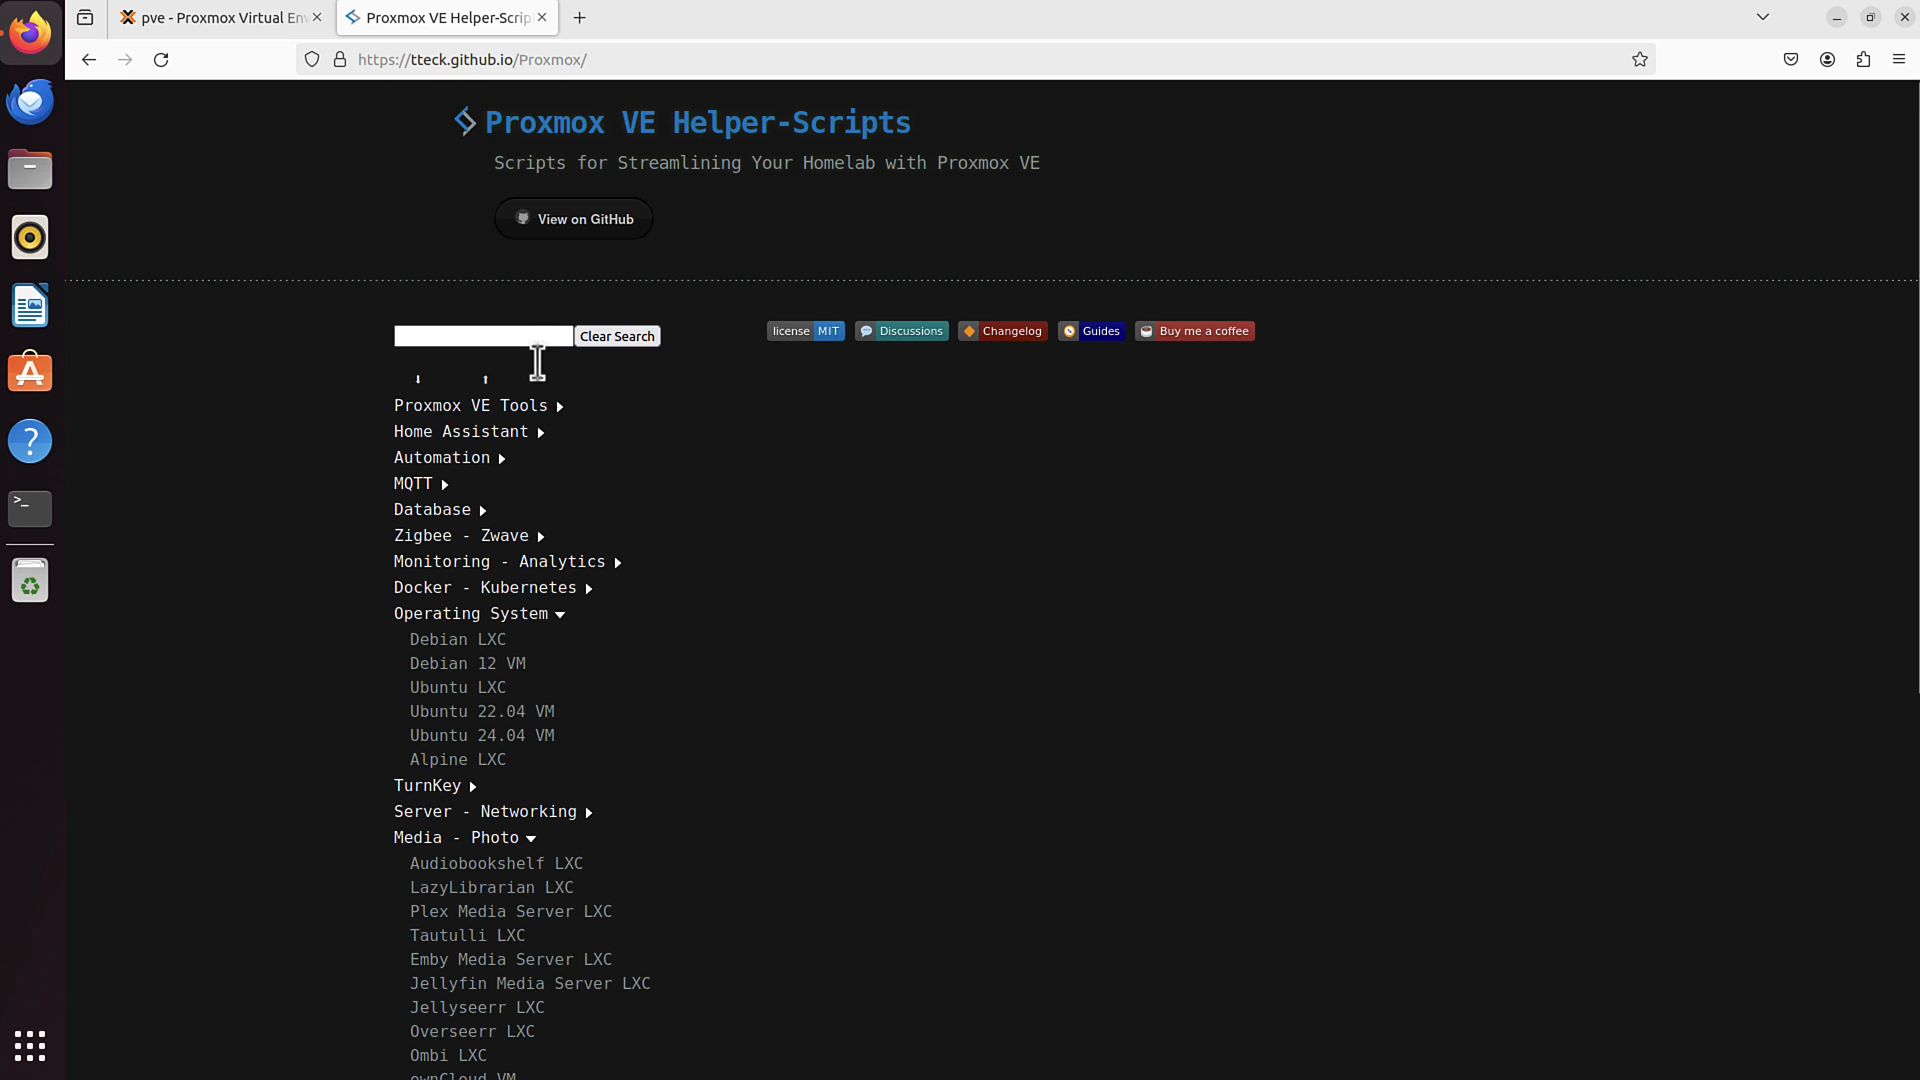 pve - Proxmox Virtual En
Proxmox VE Helper-Scrip
https://tteck.github.io/Proxmox/
Proxmox VE Helper-Scripts
Scripts for Streamlining Your Homelab with Proxmox VE
View on GitHub
Clear Search
license MIT
Discussions
Changelog
Guides
Buy me a coffee
⬇ ⬆
Proxmox VE Tools
Home Assistant
Automation
MQTT
Database
Zigbee - Zwave
Monitoring - Analytics
Docker - Kubernetes
Operating System
Debian LXC
Debian 12 VM
Ubuntu LXC
Ubuntu 22.04 VM
Ubuntu 24.04 VM
Alpine LXC
TurnKey
Server - Networking
Media - Photo
Audiobookshelf LXC
LazyLibrarian LXC
Plex Media Server LXC
Tautulli LXC
Emby Media Server LXC
Jellyfin Media Server LXC
Jellyseerr LXC
Overseerr LXC
Ombi LXC
ownCloud VM